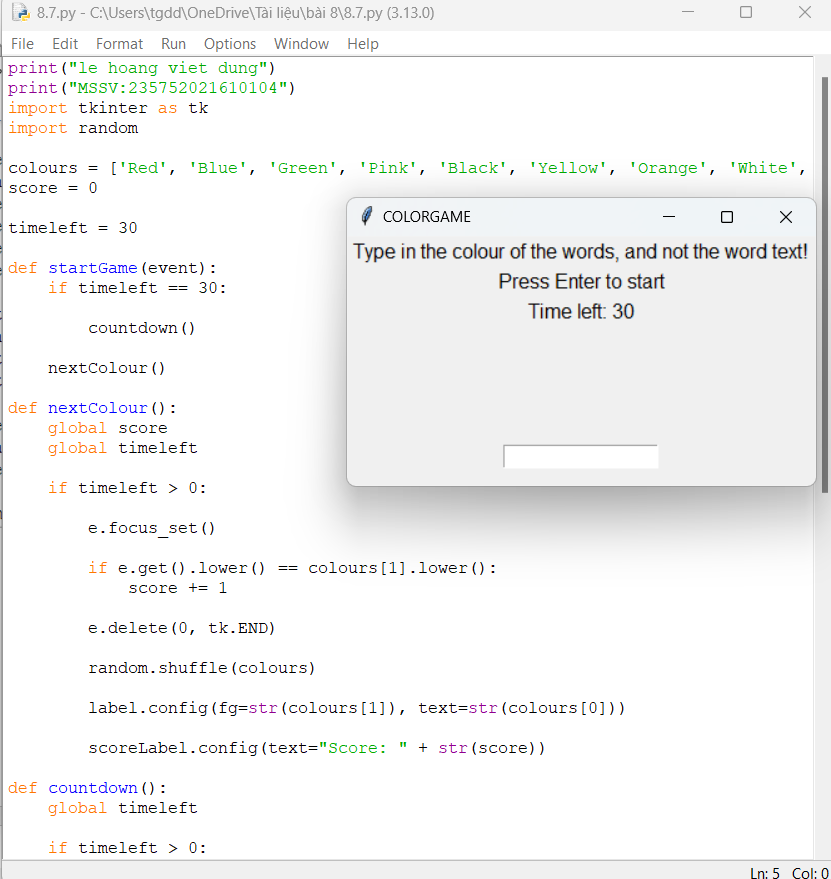 8.7.py - C:\Users\tgdd\OneDrive\Tài liệu\bài 8\8.7.py (3.13.0)
File Edit Format Run Options Window Help
print("le hoang viet dung")
print("MSSV:235752021610104")
import tkinter as tk
import random
colours = ['Red', 'Blue', 'Green', 'Pink', 'Black', 'Yellow', 'Orange', 'White',
score = 0
timeleft = 30
def startGame(event):
    if timeleft == 30:
        countdown()
    nextColour()
def nextColour():
    global score
    global timeleft
    if timeleft > 0:
        e.focus_set()
        if e.get().lower() == colours[1].lower():
            score += 1
        e.delete(0, tk.END)
        random.shuffle(colours)
        label.config(fg=str(colours[1]), text=str(colours[0]))
        scoreLabel.config(text="Score: " + str(score))
def countdown():
    global timeleft
    if timeleft > 0:
COLORGAME
Type in the colour of the words, and not the word text!
Press Enter to start
Time left: 30
Ln: 5 Col: 0